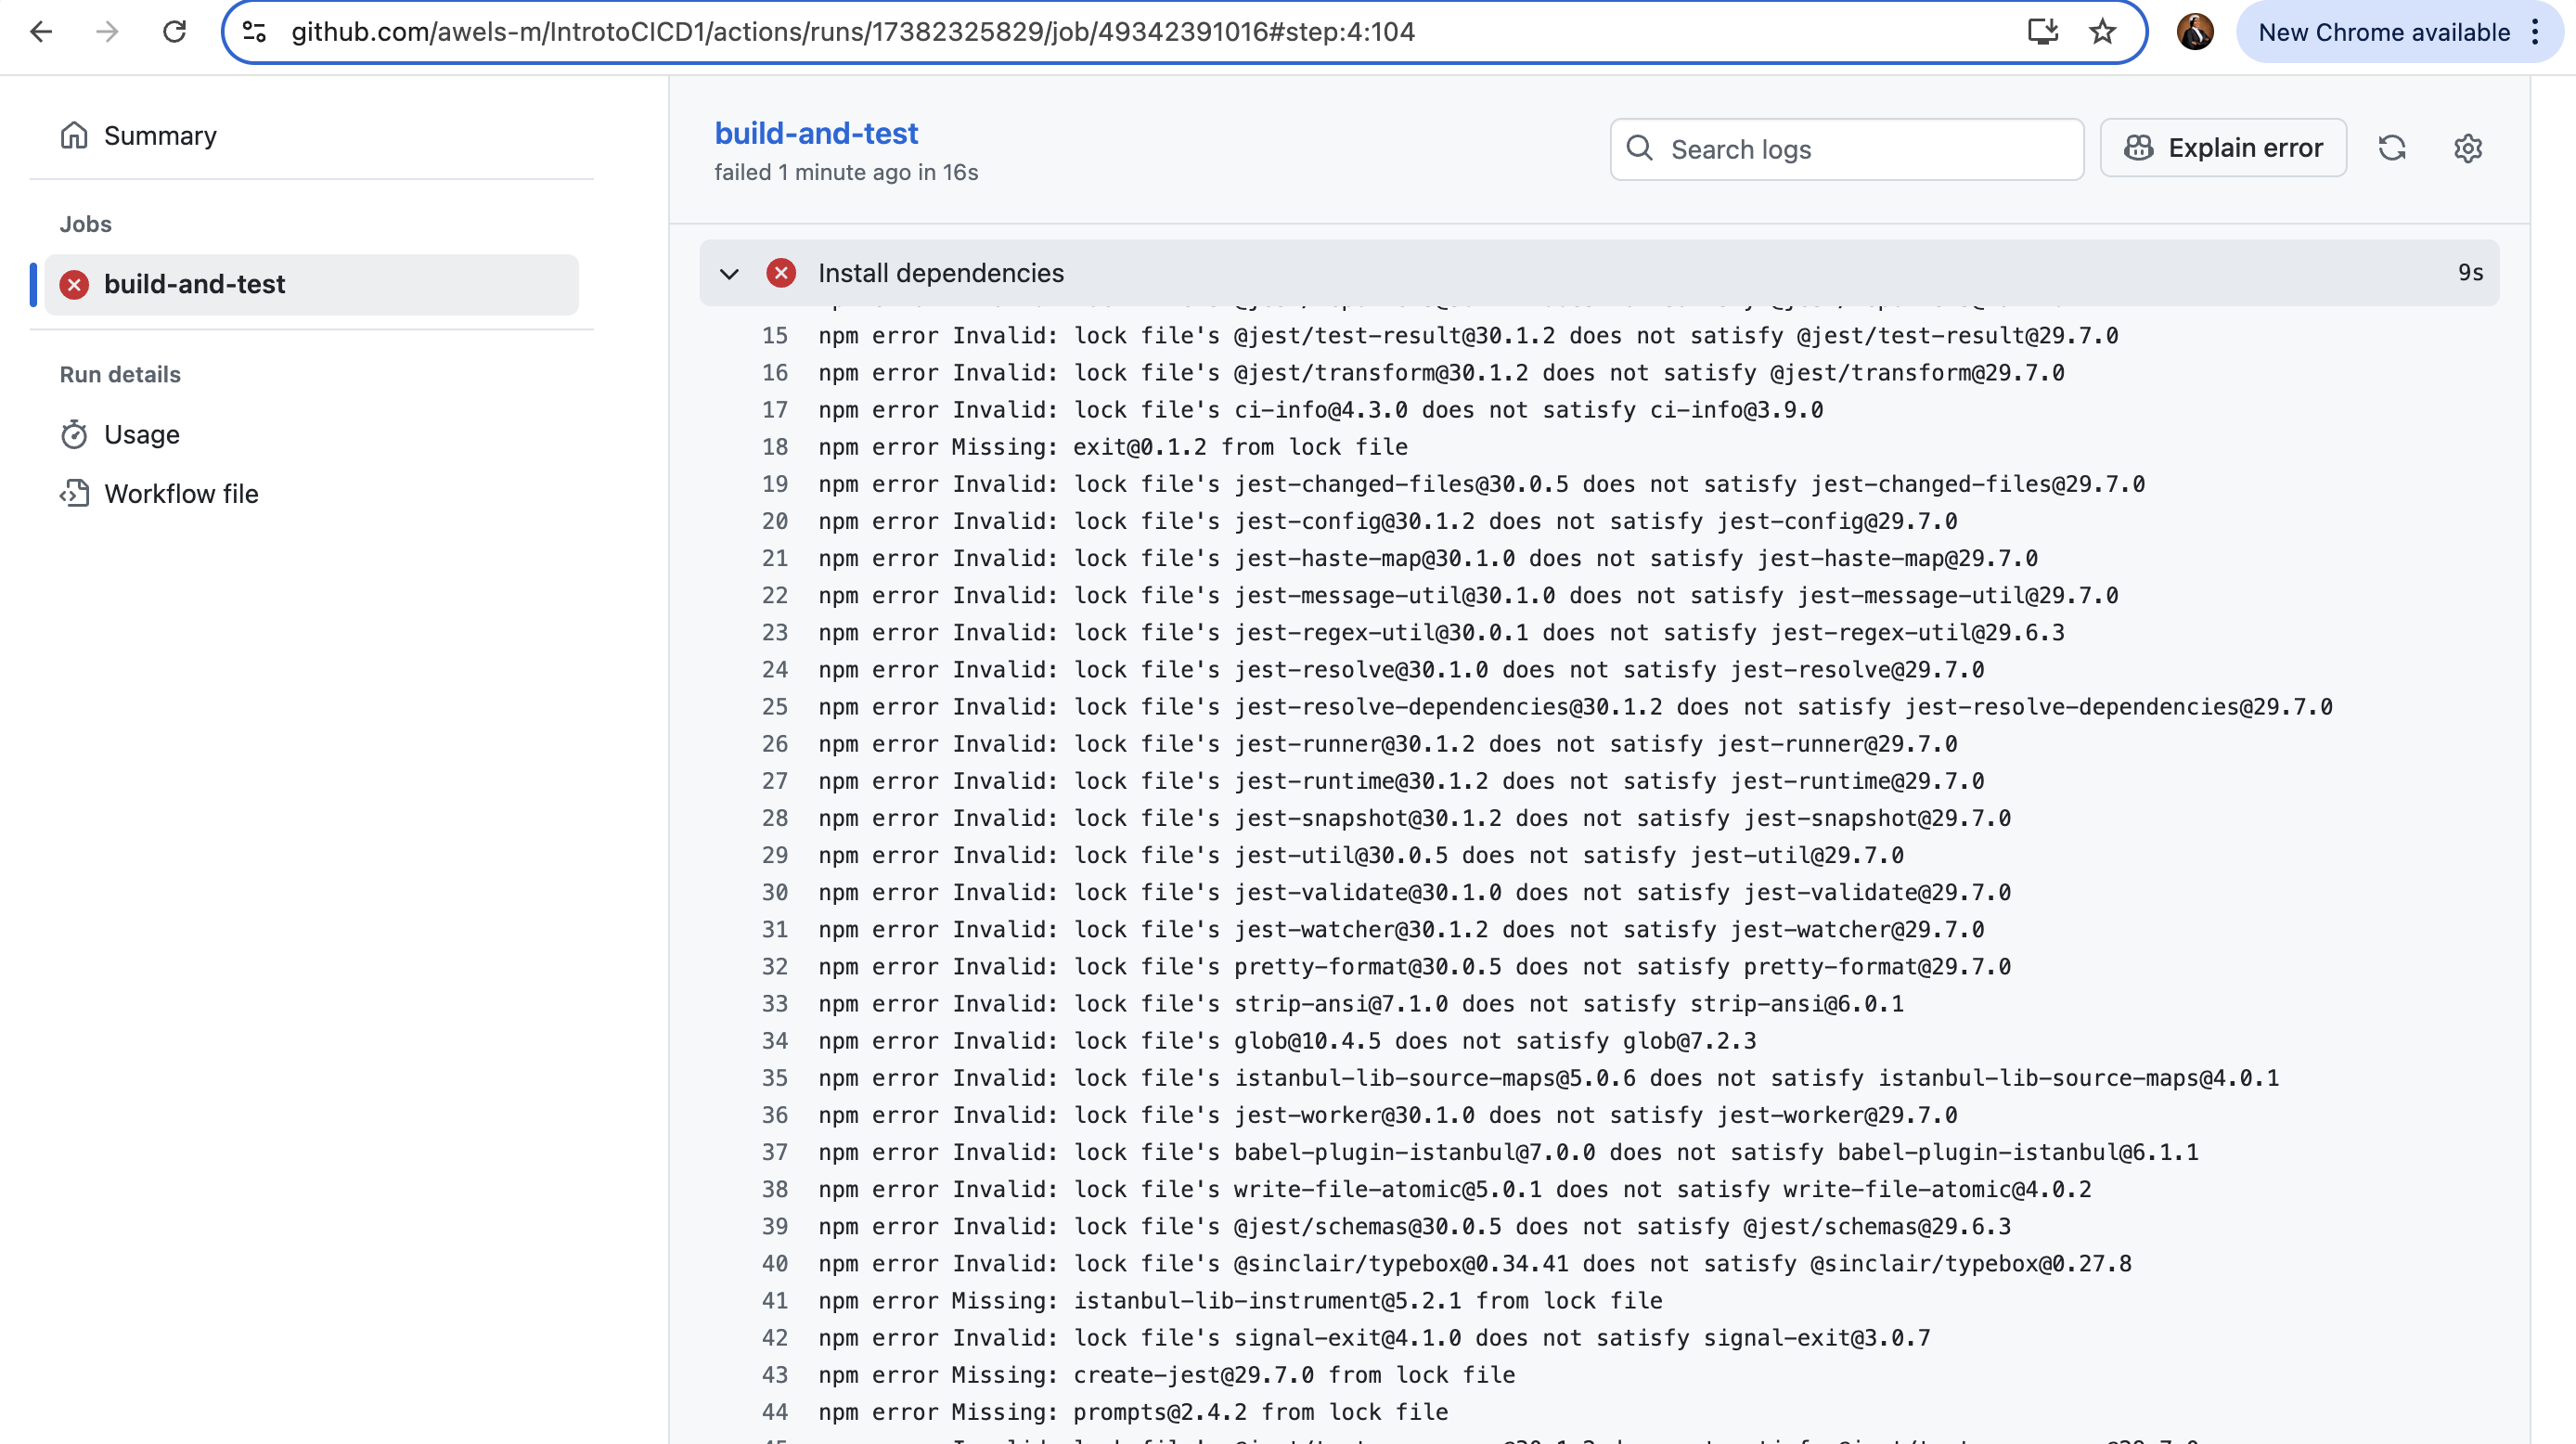 github.com/awels-m/IntrotoCICD1/actions/runs/17382325829/job/49342391016#step:4:104
New Chrome available
Summary
Jobs
build-and-test
Run details
Usage
Workflow file
build-and-test
failed 1 minute ago in 16s
Search logs
Explain error
Install dependencies
9s
15 npm error Invalid: lock file's @jest/test-result@30.1.2 does not satisfy @jest/test-result@29.7.0
16 npm error Invalid: lock file's @jest/transform@30.1.2 does not satisfy @jest/transform@29.7.0
17 npm error Invalid: lock file's ci-info@4.3.0 does not satisfy ci-info@3.9.0
18 npm error Missing: exit@0.1.2 from lock file
19 npm error Invalid: lock file's jest-changed-files@30.0.5 does not satisfy jest-changed-files@29.7.0
20 npm error Invalid: lock file's jest-config@30.1.2 does not satisfy jest-config@29.7.0
21 npm error Invalid: lock file's jest-haste-map@30.1.0 does not satisfy jest-haste-map@29.7.0
22 npm error Invalid: lock file's jest-message-util@30.1.0 does not satisfy jest-message-util@29.7.0
23 npm error Invalid: lock file's jest-regex-util@30.0.1 does not satisfy jest-regex-util@29.6.3
24 npm error Invalid: lock file's jest-resolve@30.1.0 does not satisfy jest-resolve@29.7.0
25 npm error Invalid: lock file's jest-resolve-dependencies@30.1.2 does not satisfy jest-resolve-dependencies@29.7.0
26 npm error Invalid: lock file's jest-runner@30.1.2 does not satisfy jest-runner@29.7.0
27 npm error Invalid: lock file's jest-runtime@30.1.2 does not satisfy jest-runtime@29.7.0
28 npm error Invalid: lock file's jest-snapshot@30.1.2 does not satisfy jest-snapshot@29.7.0
29 npm error Invalid: lock file's jest-util@30.0.5 does not satisfy jest-util@29.7.0
30 npm error Invalid: lock file's jest-validate@30.1.0 does not satisfy jest-validate@29.7.0
31 npm error Invalid: lock file's jest-watcher@30.1.2 does not satisfy jest-watcher@29.7.0
32 npm error Invalid: lock file's pretty-format@30.0.5 does not satisfy pretty-format@29.7.0
33 npm error Invalid: lock file's strip-ansi@7.1.0 does not satisfy strip-ansi@6.0.1
34 npm error Invalid: lock file's glob@10.4.5 does not satisfy glob@7.2.3
35 npm error Invalid: lock file's istanbul-lib-source-maps@5.0.6 does not satisfy istanbul-lib-source-maps@4.0.1
36 npm error Invalid: lock file's jest-worker@30.1.0 does not satisfy jest-worker@29.7.0
37 npm error Invalid: lock file's babel-plugin-istanbul@7.0.0 does not satisfy babel-plugin-istanbul@6.1.1
38 npm error Invalid: lock file's write-file-atomic@5.0.1 does not satisfy write-file-atomic@4.0.2
39 npm error Invalid: lock file's @jest/schemas@30.0.5 does not satisfy @jest/schemas@29.6.3
40 npm error Invalid: lock file's @sinclair/typebox@0.34.41 does not satisfy @sinclair/typebox@0.27.8
41 npm error Missing: istanbul-lib-instrument@5.2.1 from lock file
42 npm error Invalid: lock file's signal-exit@4.1.0 does not satisfy signal-exit@3.0.7
43 npm error Missing: create-jest@29.7.0 from lock file
44 npm error Missing: prompts@2.4.2 from lock file